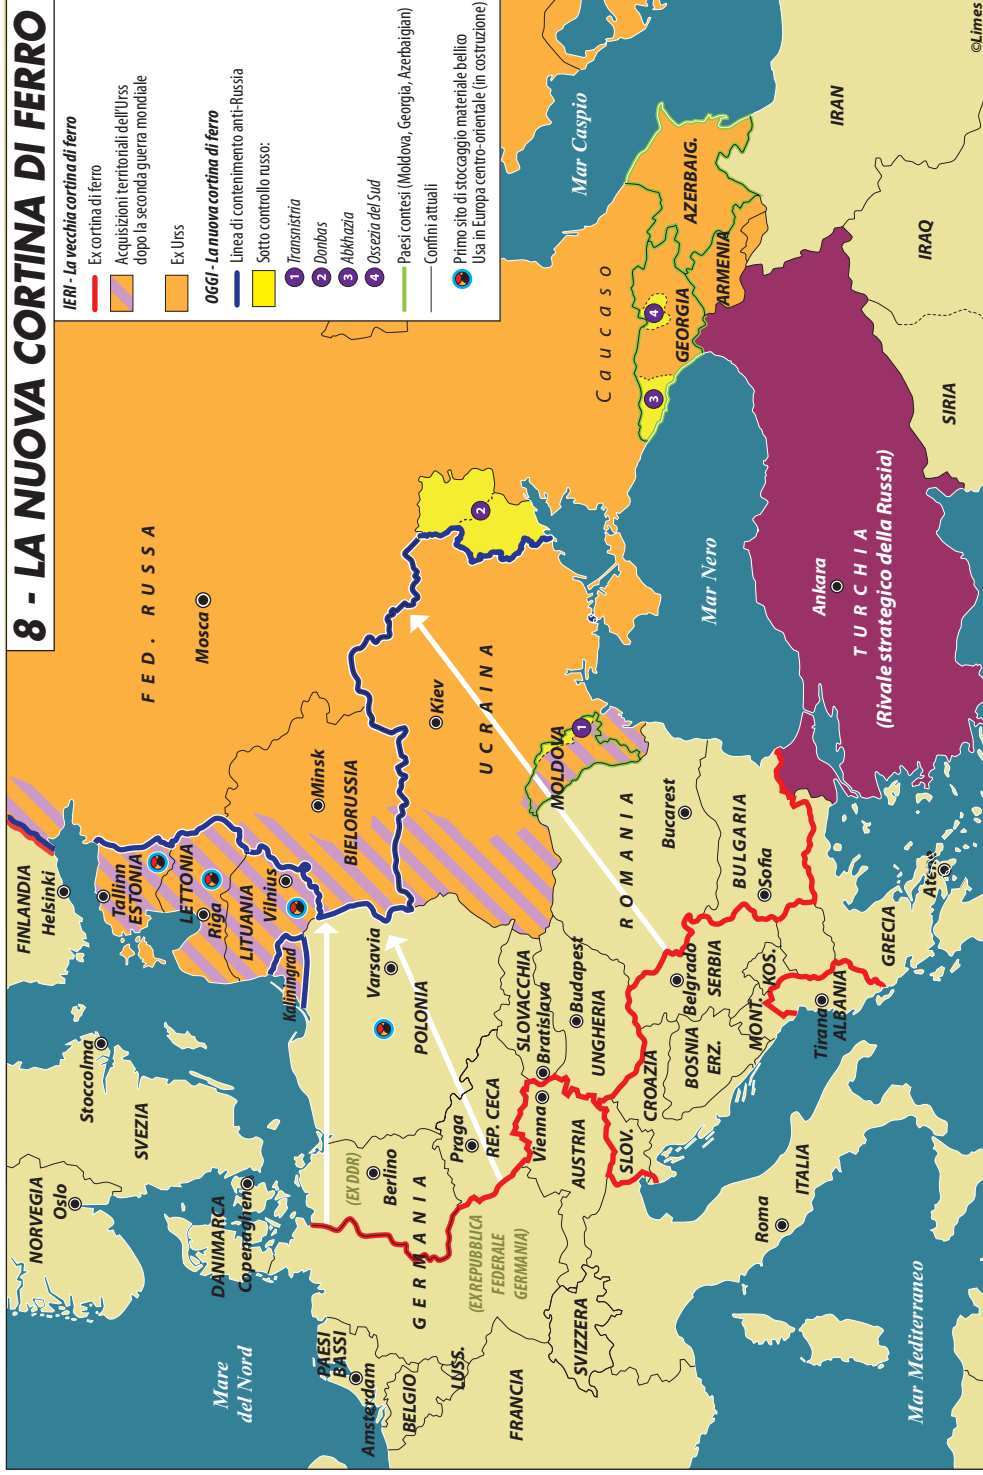 8 - LA NUOVA CORTINA DI FERRO
IERI - La vecchia cortina di ferro
Ex cortina di ferro
Acquisizioni territoriali dell'Urss
dopo la seconda guerra mondiale
Ex Urss
OGGI - La nuova cortina di ferro
Linea di contenimento anti-Russia
Sotto controllo russo:
1 Transnistria
2 Donbas
3 Abkhazia
4 Ossezia del Sud
Paesi contesi (Moldova, Georgia, Azerbaigian)
Confini attuali
Primo sito di stoccaggio materiale bellico
Usa in Europa centro-orientale (in costruzione)
NORVEGIA
Oslo
SVEZIA
Stoccolma
FINLANDIA
Helsinki
FED. RUSSA
Mosca
DANIMARCA
Copenaghen
Mare
del Nord
Tallinn
ESTONIA
LETTONIA
Riga
LITUANIA
Vilnius
Kaliningrad
Minsk
BIELORUSSIA
PAESI
BASSI
Amsterdam
BELGIO
LUSS.
GERMANIA
(EX DDR)
Berlino
(EX REPUBBLICA
FEDERALE
GERMANIA)
Varsavia
POLONIA
Kiev
UCRAINA
2
Praga
REP. CECA
SLOVACCHIA
Bratislava
Vienna
AUSTRIA
Budapest
UNGHERIA
MOLDOVA
1
FRANCIA
SVIZZERA
SLOV.
CROAZIA
BOSNIA
ERZ.
Belgrado
SERBIA
MONT.
KOS.
ROMANIA
Bucarest
BULGARIA
Sofia
Tirana
ALBANIA
GRECIA
Atene
ITALIA
Roma
Mar Mediterraneo
Mar Nero
Caucaso
3
4
GEORGIA
ARMENIA
AZERBAIG.
Mar Caspio
Ankara
TURCHIA
(Rivale strategico della Russia)
SIRIA
IRAQ
IRAN
©Limes